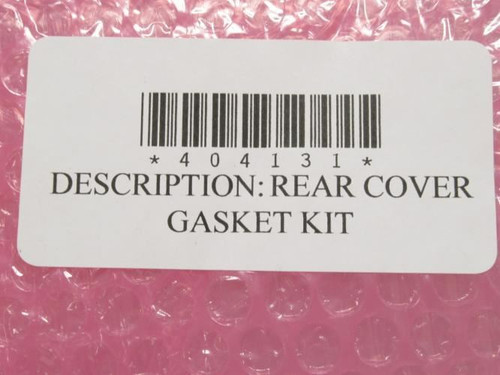 *404131*
DESCRIPTION: REAR COVER
GASKET KIT